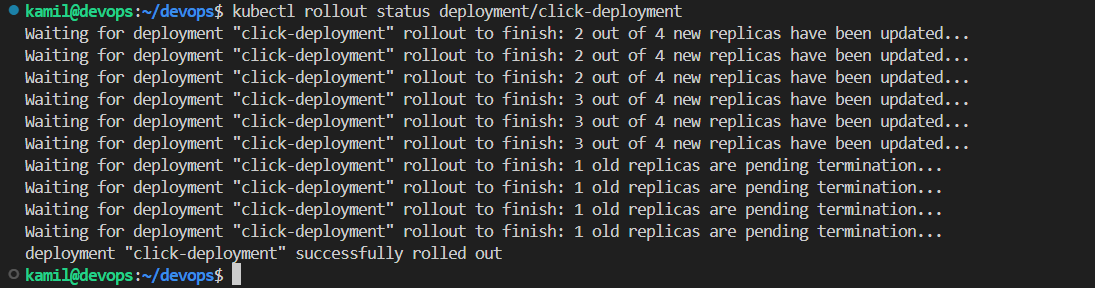 kamil@devops:~/devops$ kubectl rollout status deployment/click-deployment
Waiting for deployment "click-deployment" rollout to finish: 2 out of 4 new replicas have been updated...
Waiting for deployment "click-deployment" rollout to finish: 2 out of 4 new replicas have been updated...
Waiting for deployment "click-deployment" rollout to finish: 2 out of 4 new replicas have been updated...
Waiting for deployment "click-deployment" rollout to finish: 3 out of 4 new replicas have been updated...
Waiting for deployment "click-deployment" rollout to finish: 3 out of 4 new replicas have been updated...
Waiting for deployment "click-deployment" rollout to finish: 3 out of 4 new replicas have been updated...
Waiting for deployment "click-deployment" rollout to finish: 1 old replicas are pending termination...
Waiting for deployment "click-deployment" rollout to finish: 1 old replicas are pending termination...
Waiting for deployment "click-deployment" rollout to finish: 1 old replicas are pending termination...
Waiting for deployment "click-deployment" rollout to finish: 1 old replicas are pending termination...
deployment "click-deployment" successfully rolled out
kamil@devops:~/devops$